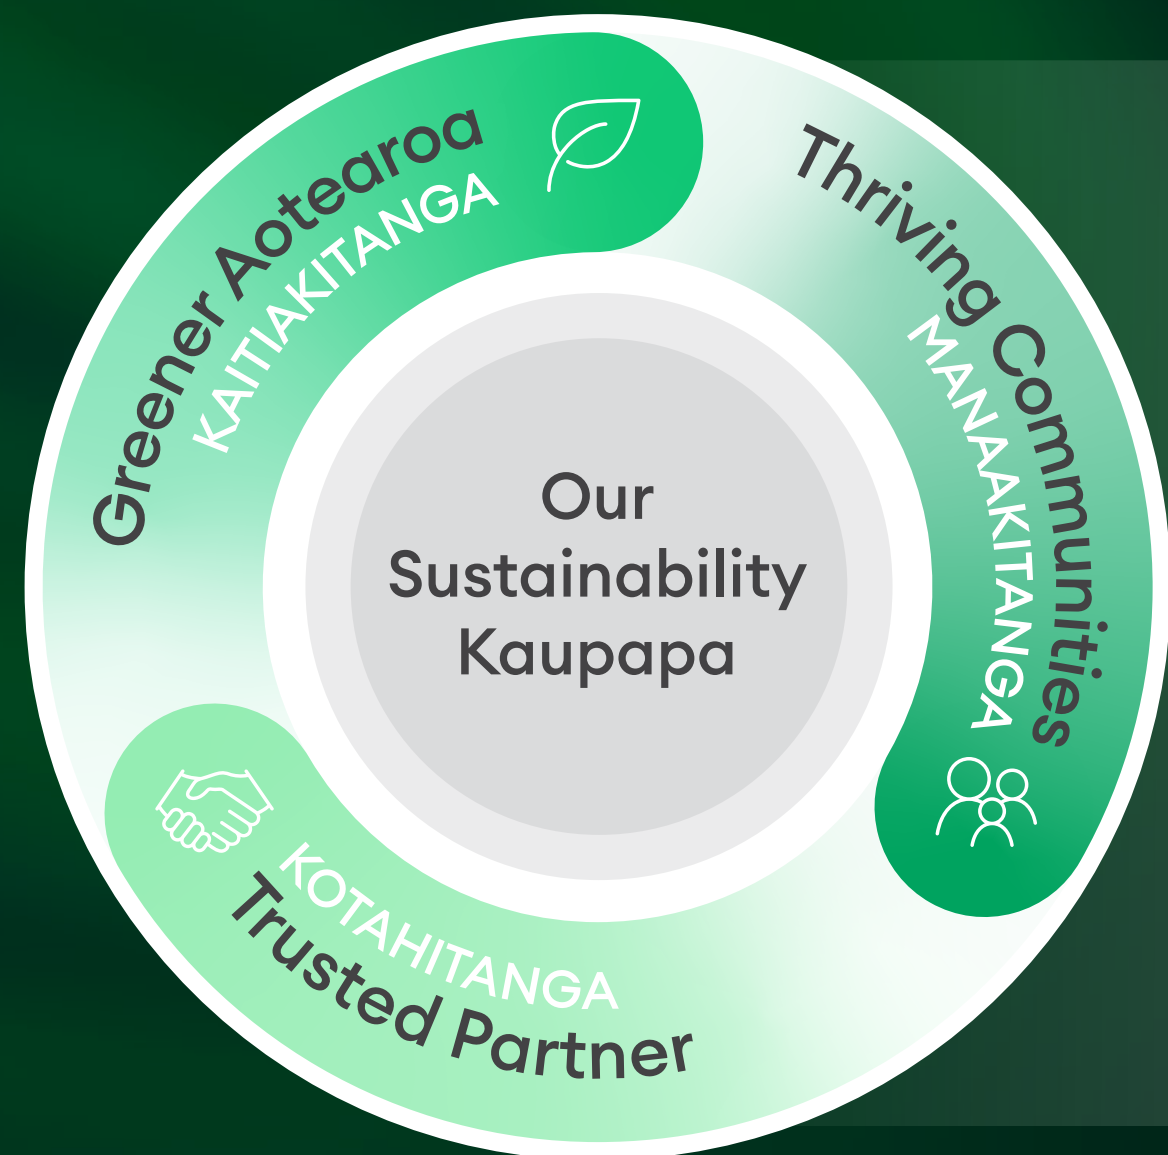 Greener Aotearoa
KAITIAKITANGA
Thriving Communities
MANAAKITANGA
Our
Sustainability
Kaupapa
KOTAHITANGA
Trusted Partner